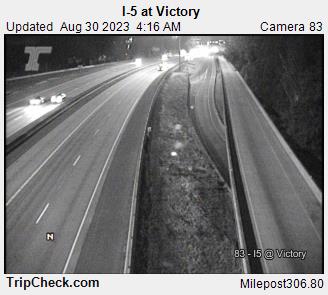 I-5 at Victory
Updated  Aug 30 2023  4:16 AM  Camera 83
T
N
83 - I5 @ Victory
TripCheck.com  Milepost306.80